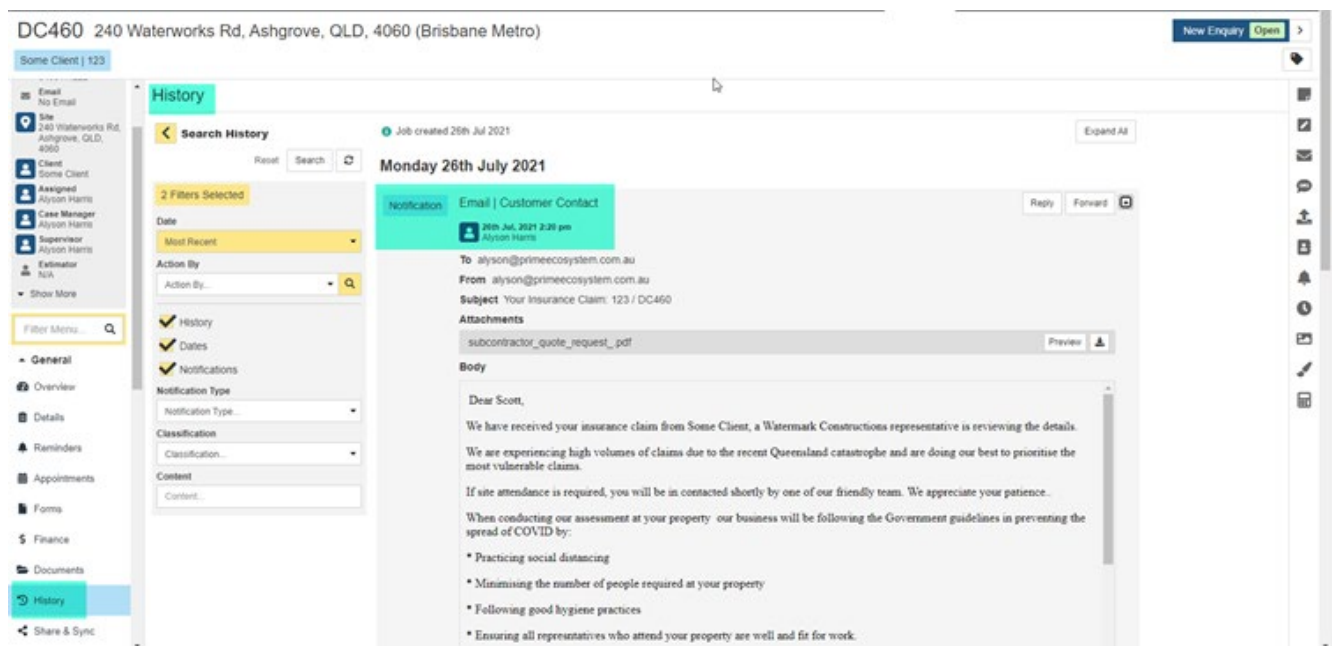 DC460 240 Waterworks Rd, Ashgrove, QLD, 4060 (Brisbane Metro)
New Enquiry Open
Some Client | 123
Email
No Email
Site
240 Waterworks Rd,
Ashgrove, QLD,
4060
Client
Some Client
Assigned
Alyson Harris
Case Manager
Alyson Harris
Supervisor
Alyson Harris
Estimator
N/A
Show More
Filter Menu...
General
Overview
Details
Reminders
Appointments
Forms
Finance
Documents
History
Share & Sync
History
Search History
Reset Search
2 Filters Selected
Date
Most Recent
Action By
Action By...
History
Dates
Notifications
Notification Type
Notification Type...
Classification
Classification...
Content
Content...
Job created 26th Jul 2021
Expand All
Monday 26th July 2021
Notification Email | Customer Contact
Reply Forward
26th Jul, 2021 2:20 pm
Alyson Harris
To alyson@primeecosystem.com.au
From alyson@primeecosystem.com.au
Subject Your Insurance Claim: 123 / DC460
Attachments
subcontractor_quote_request_.pdf
Preview
Body
Dear Scott,
We have received your insurance claim from Some Client, a Watermark Constructions representative is reviewing the details.
We are experiencing high volumes of claims due to the recent Queensland catastrophe and are doing our best to prioritise the
most vulnerable claims.
If site attendance is required, you will be in contacted shortly by one of our friendly team. We appreciate your patience..
When conducting our assessment at your property our business will be following the Government guidelines in preventing the
spread of COVID by:
* Practicing social distancing
* Minimising the number of people required at your property
* Following good hygiene practices
* Ensuring all represntatives who attend your property are well and fit for work.